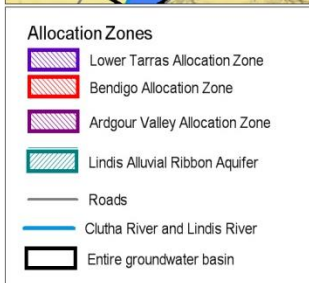 Allocation Zones
Lower Tarras Allocation Zone
Bendigo Allocation Zone
Ardgour Valley Allocation Zone
Lindis Alluvial Ribbon Aquifer
Roads
Clutha River and Lindis River
Entire groundwater basin